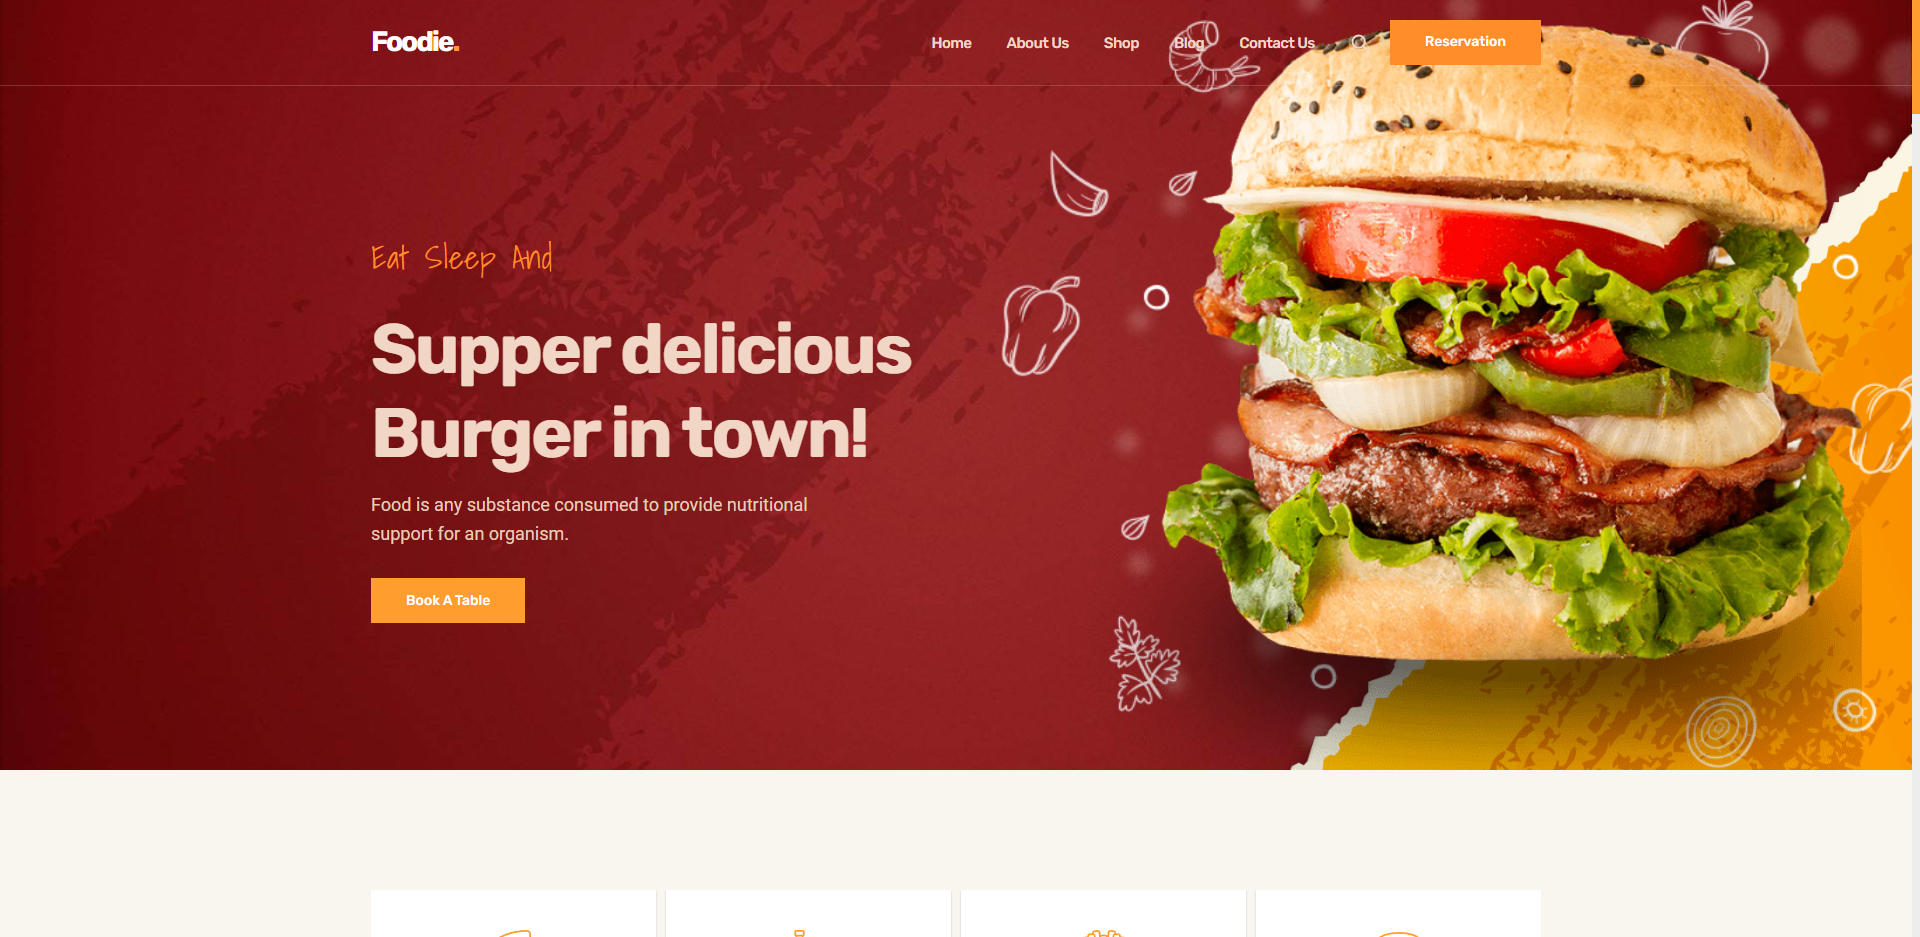 Foodie.
Home About Us Shop Blog Contact Us Reservation
Eat Sleep And
Supper delicious
Burger in town!
Food is any substance consumed to provide nutritional
support for an organism.
Book A Table